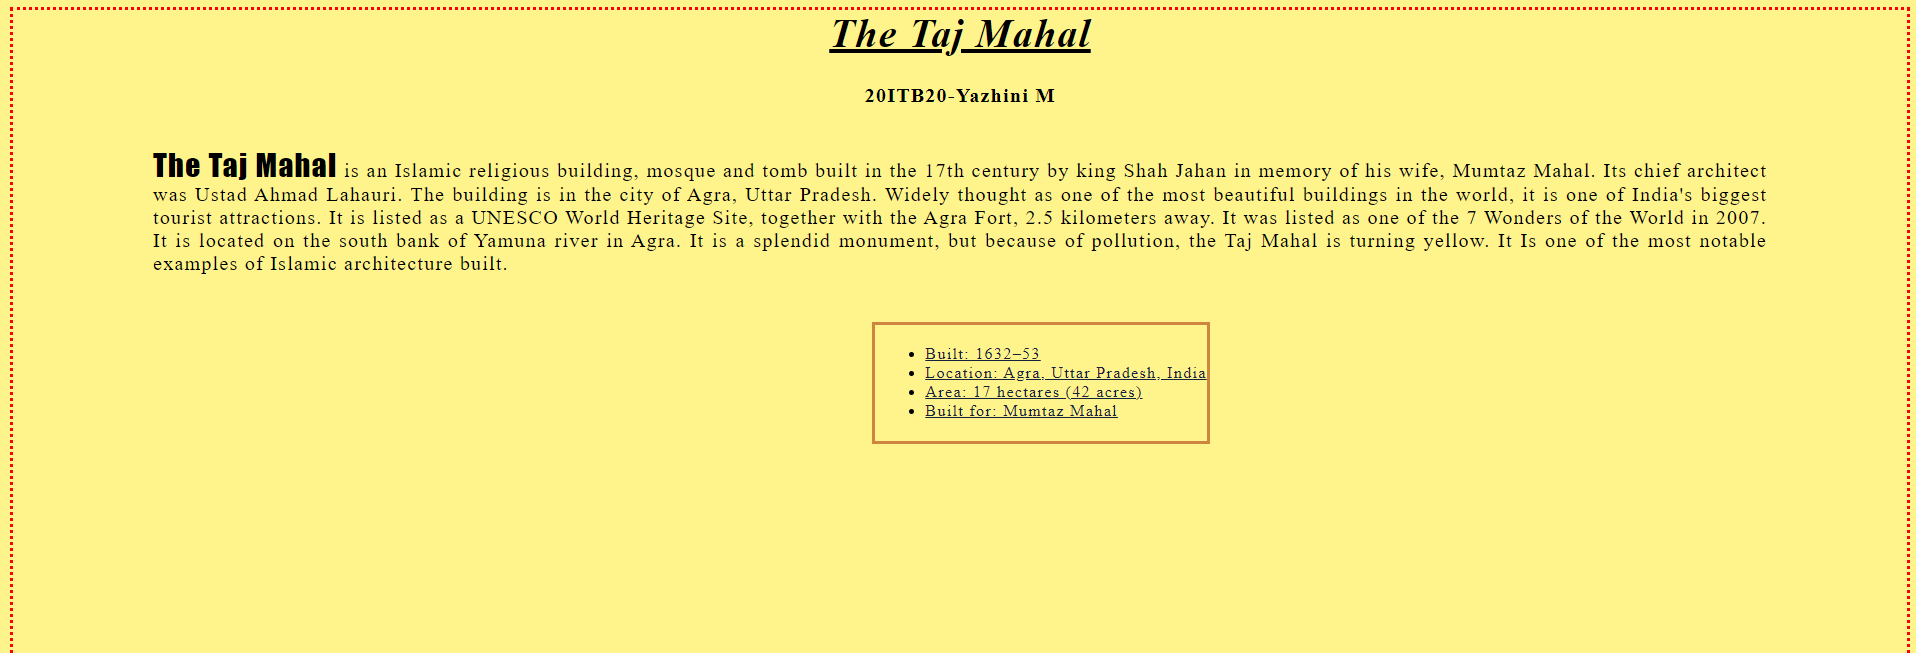 The Taj Mahal
20ITB20-Yazhini M
The Taj Mahal is an Islamic religious building, mosque and tomb built in the 17th century by king Shah Jahan in memory of his wife, Mumtaz Mahal. Its chief architect
was Ustad Ahmad Lahauri. The building is in the city of Agra, Uttar Pradesh. Widely thought as one of the most beautiful buildings in the world, it is one of India's biggest
tourist attractions. It is listed as a UNESCO World Heritage Site, together with the Agra Fort, 2.5 kilometers away. It was listed as one of the 7 Wonders of the World in 2007.
It is located on the south bank of Yamuna river in Agra. It is a splendid monument, but because of pollution, the Taj Mahal is turning yellow. It Is one of the most notable
examples of Islamic architecture built.
• Built: 1632–53
• Location: Agra, Uttar Pradesh, India
• Area: 17 hectares (42 acres)
• Built for: Mumtaz Mahal